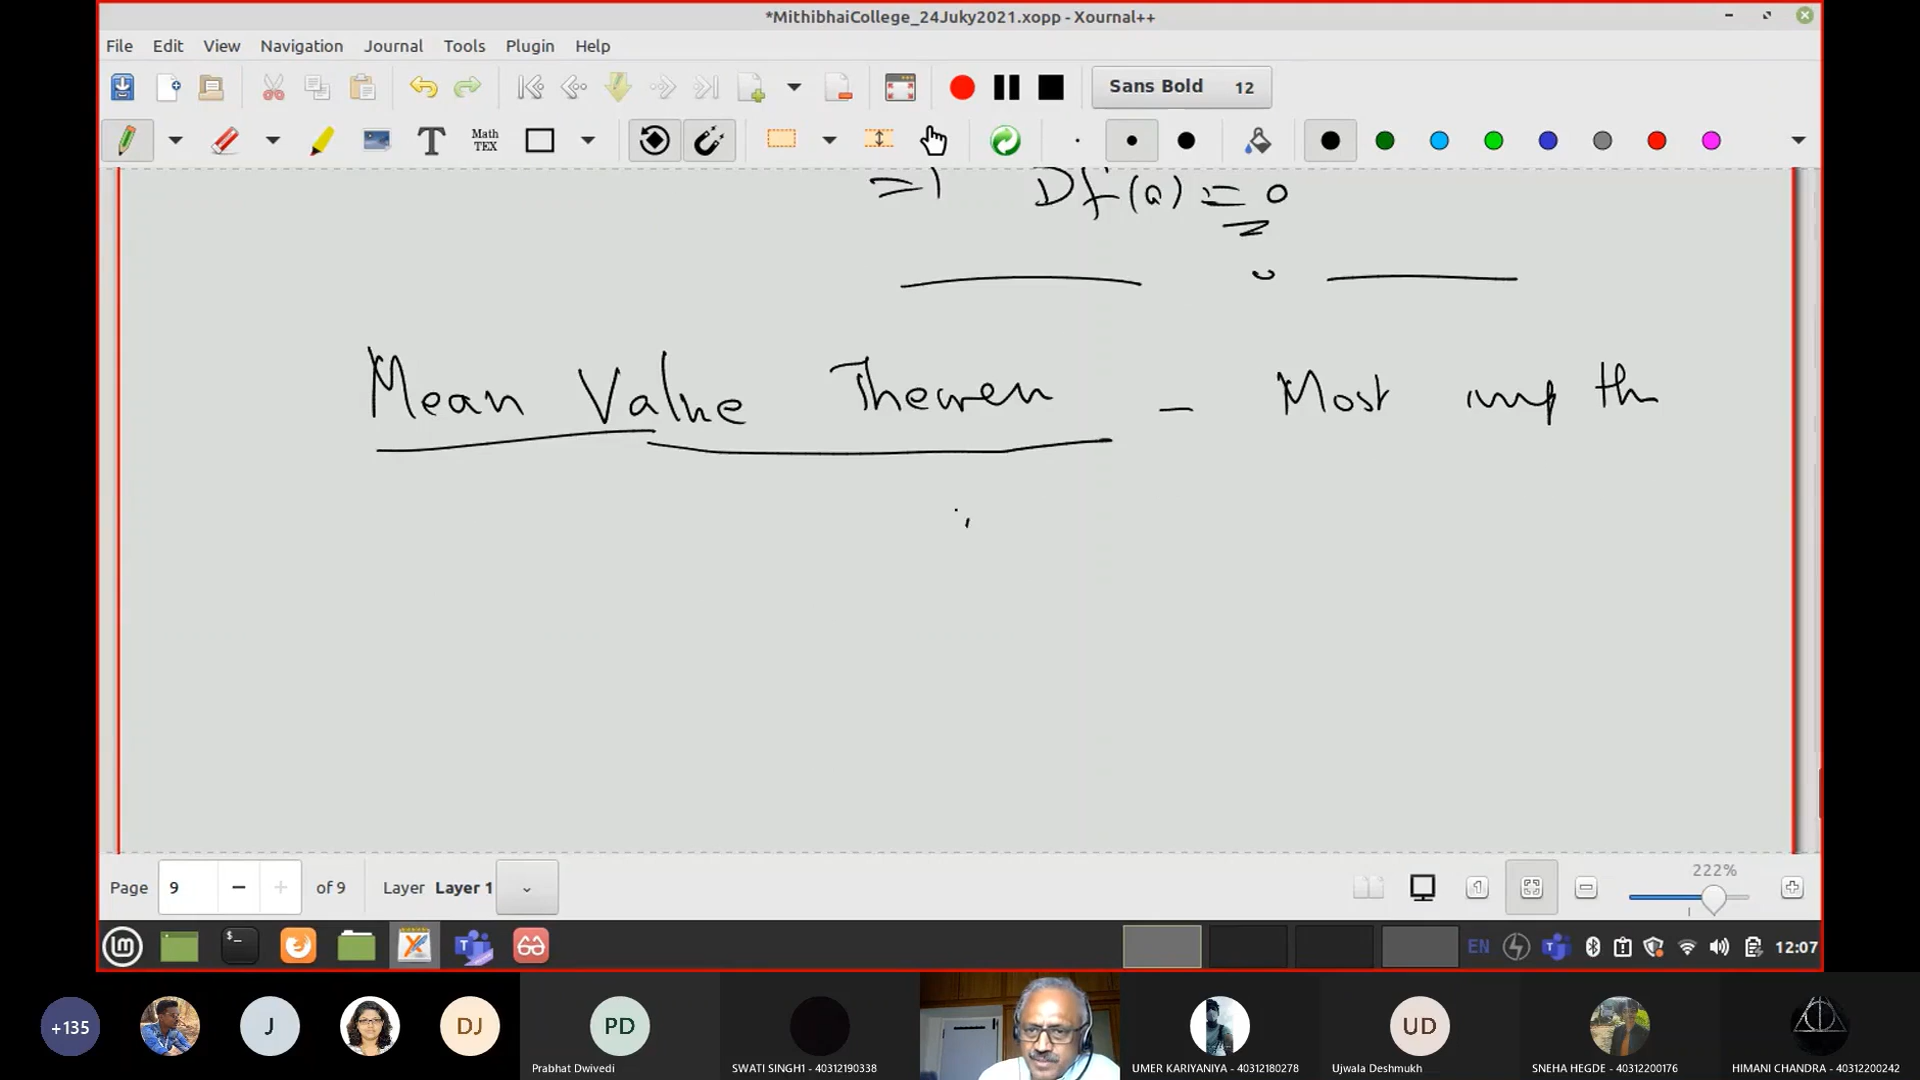 *MithibhaiCollege_24Juky2021.xopp - Xournal++
File Edit View Navigation Journal Tools Plugin Help
Sans Bold 12
Math
TEX
=1 Df(a) = 0
Mean Value Theorem - Most imp th
222%
Page 9 of 9 Layer Layer 1
EN 12:07
+135 J DJ PD UD
Prabhat Dwivedi SWATI SINGH1 - 40312190338 UMER KARIYANIYA - 40312180278 Ujwala Deshmukh SNEHA HEGDE - 40312200176 HIMANI CHANDRA - 40312200242